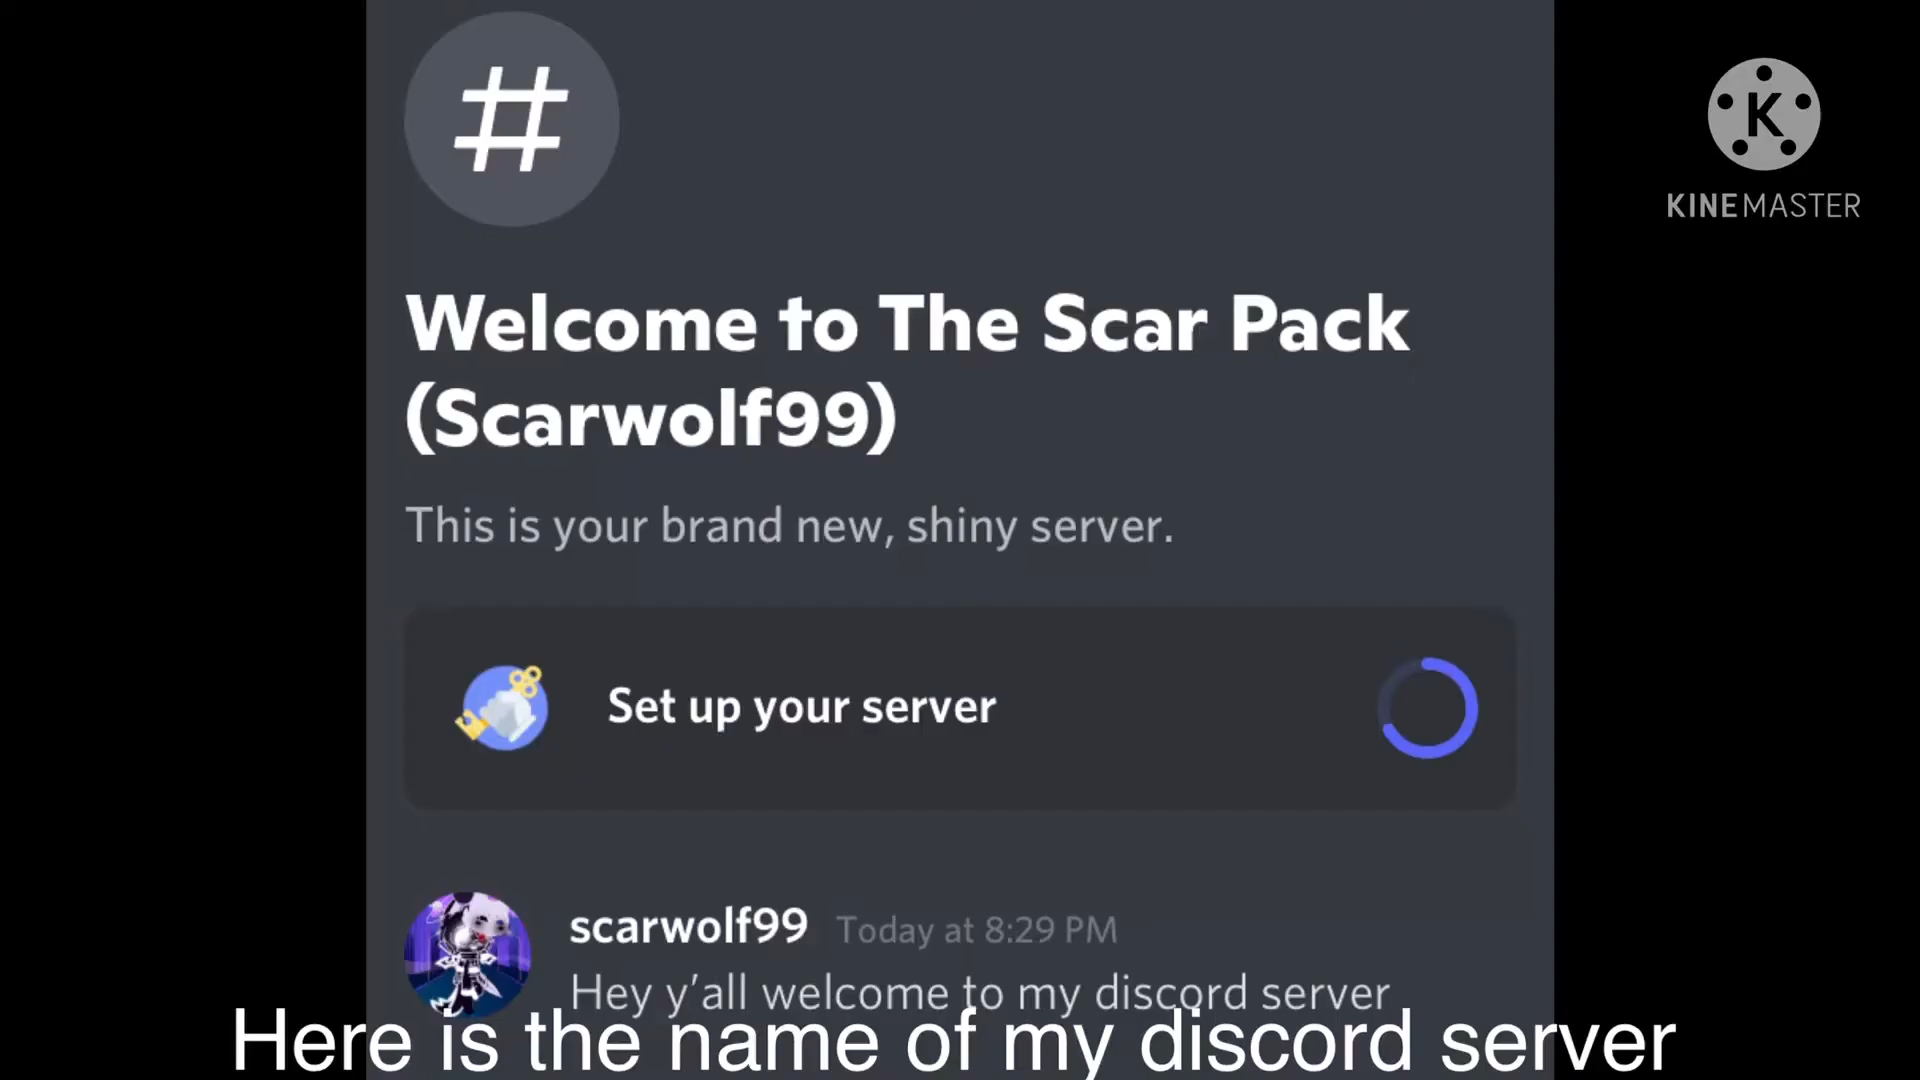 #
K
KINEMASTER
Welcome to The Scar Pack
(Scarwolf99)
This is your brand new, shiny server.
Set up your server
scarwolf99 Today at 8:29 PM
Hey y’all welcome to my discord server
Here is the name of my discord server